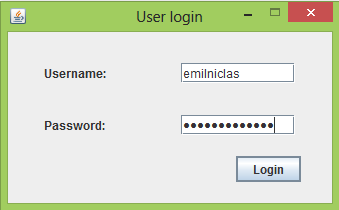 User login
Username: emilniclas
Password: •••••••••••••
Login